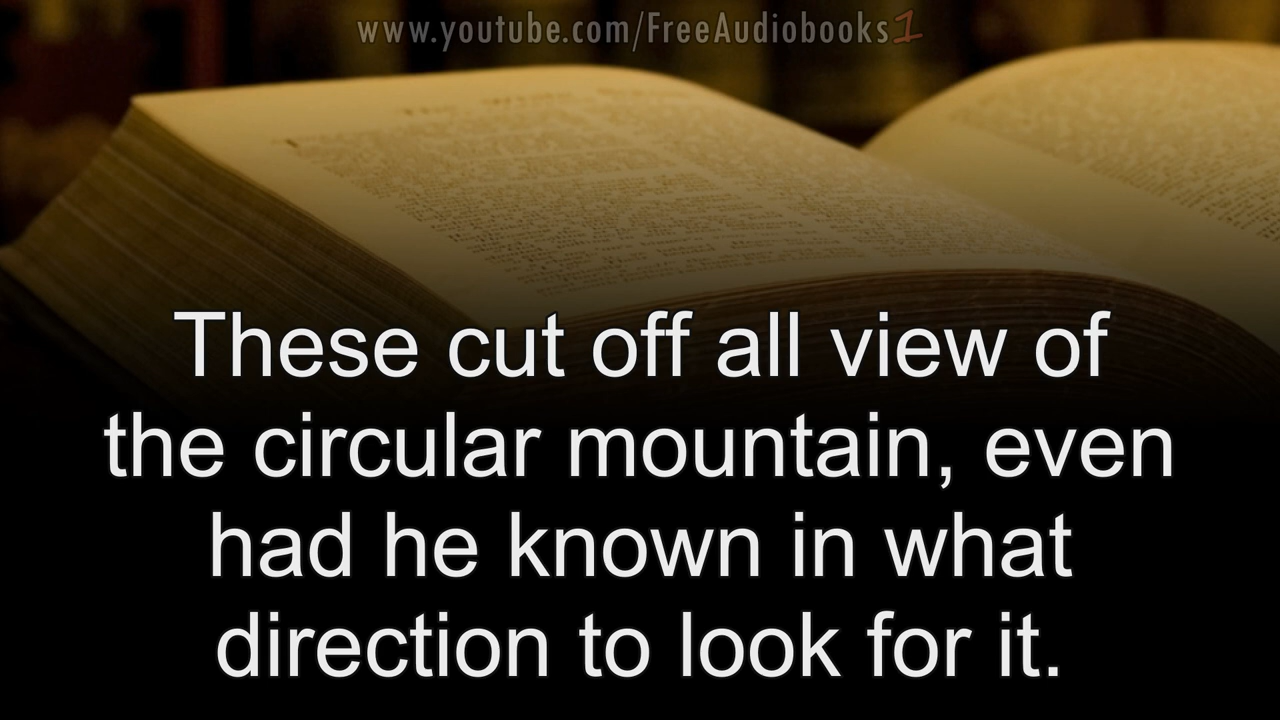 www.youtube.com/FreeAudiobooks1
These cut off all view of
the circular mountain, even
had he known in what
direction to look for it.